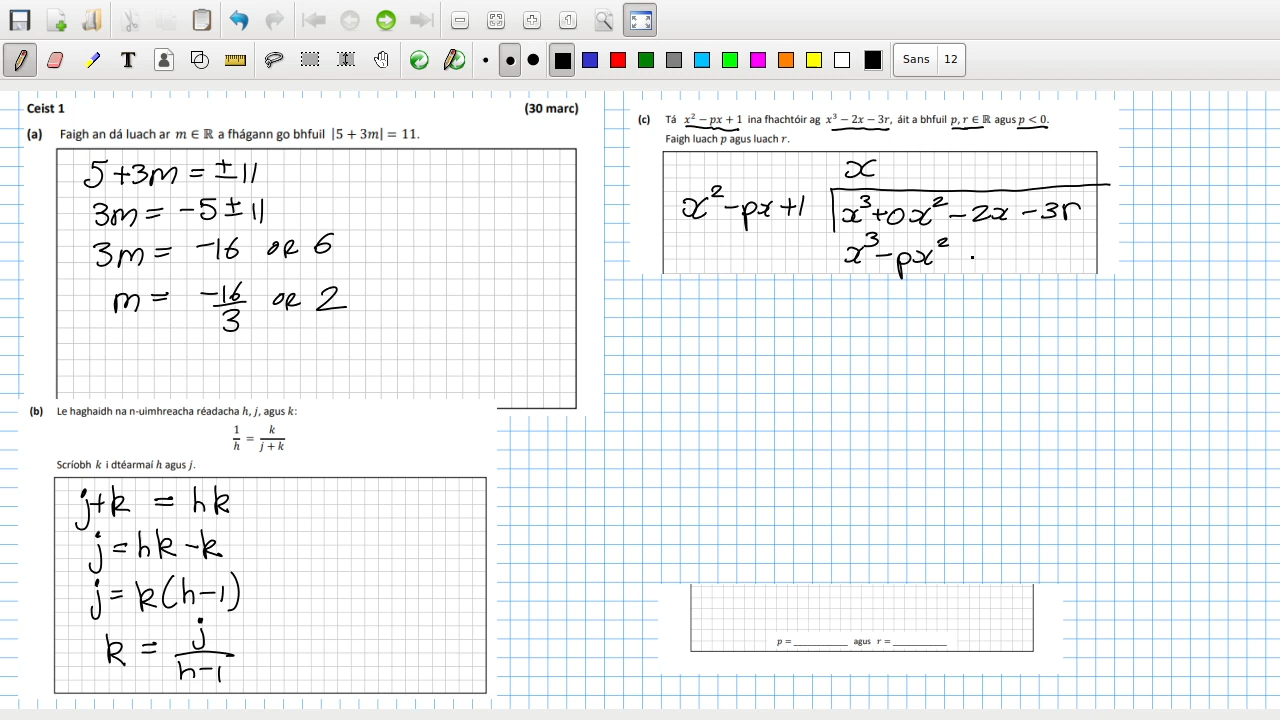 Sans 12
Ceist 1 (30 marc)
(a) Faigh an dá luach ar m ∈ ℝ a fhágann go bhfuil |5 + 3m| = 11.
5 + 3m = ± 11
3m = -5 ± 11
3m = -16 or 6
m = -16/3 or 2
(b) Le haghaidh na n-uimhreacha réadacha h, j, agus k:
1/h = k/(j + k)
Scríobh k i dtéarmaí h agus j.
j+k = hk
j = hk - k
j = k(h-1)
k = j/(h-1)
(c) Tá x² − px + 1 ina fhachtóir ag x³ − 2x − 3r, áit a bhfuil p, r ∈ ℝ agus p < 0.
Faigh luach p agus luach r.
x
x² - px + 1 x³ + 0x² - 2x - 3r
x³ - px²
p = __________ agus r = __________